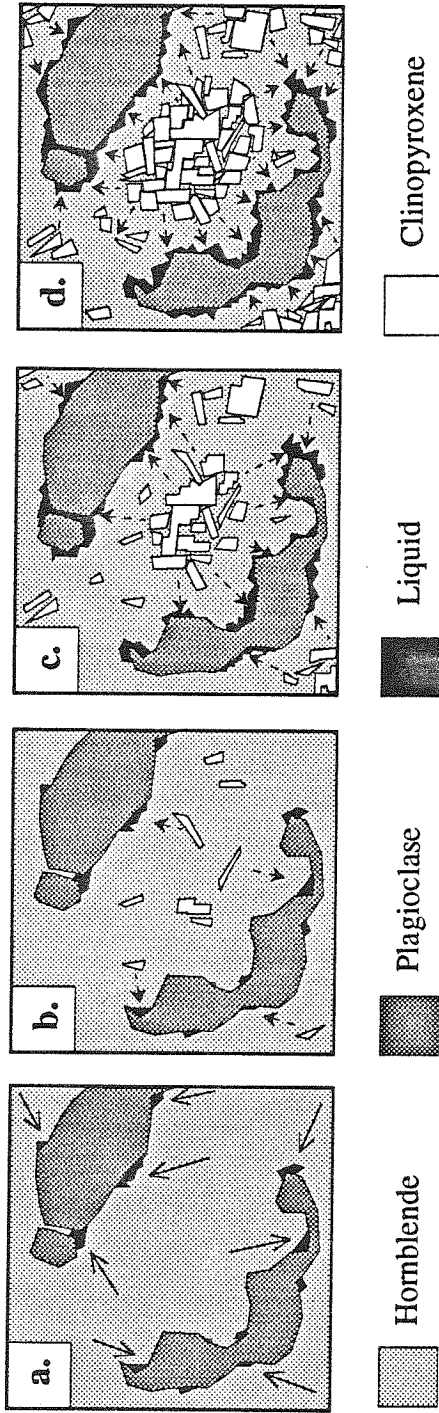 a.
b.
c.
d.
Hornblende
Plagioclase
Liquid
Clinopyroxene